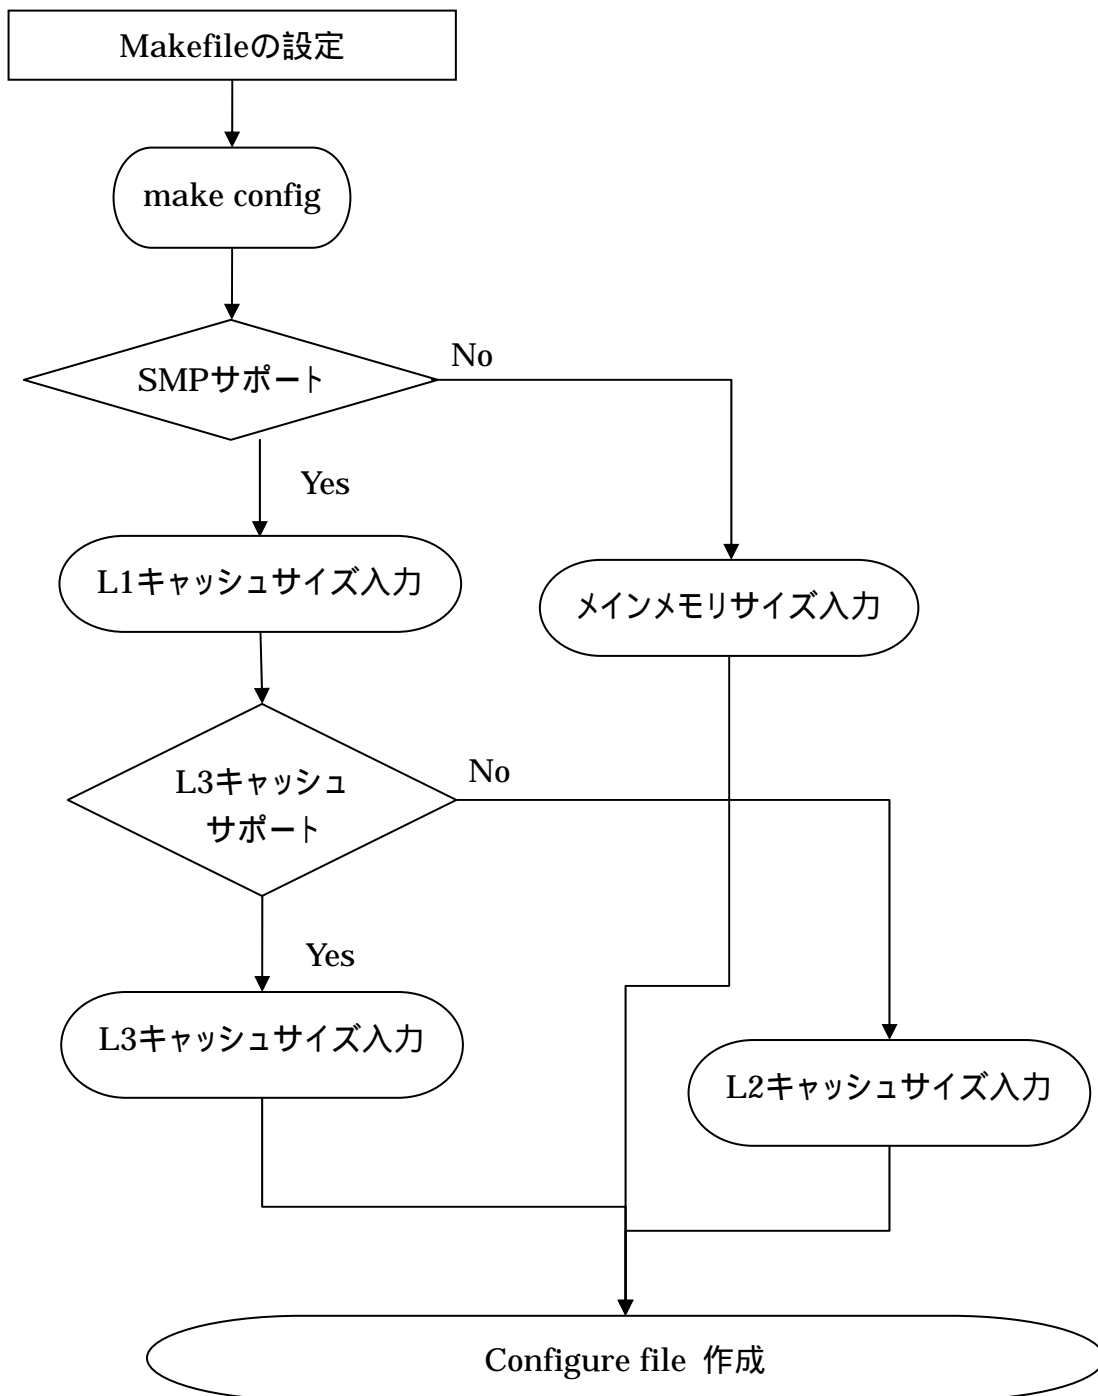 Makefileの設定
make config
SMPサポート
No
Yes
L1キャッシュサイズ入力
メインメモリサイズ入力
L3キャッシュ
サポート
No
Yes
L3キャッシュサイズ入力
L2キャッシュサイズ入力
Configure file 作成